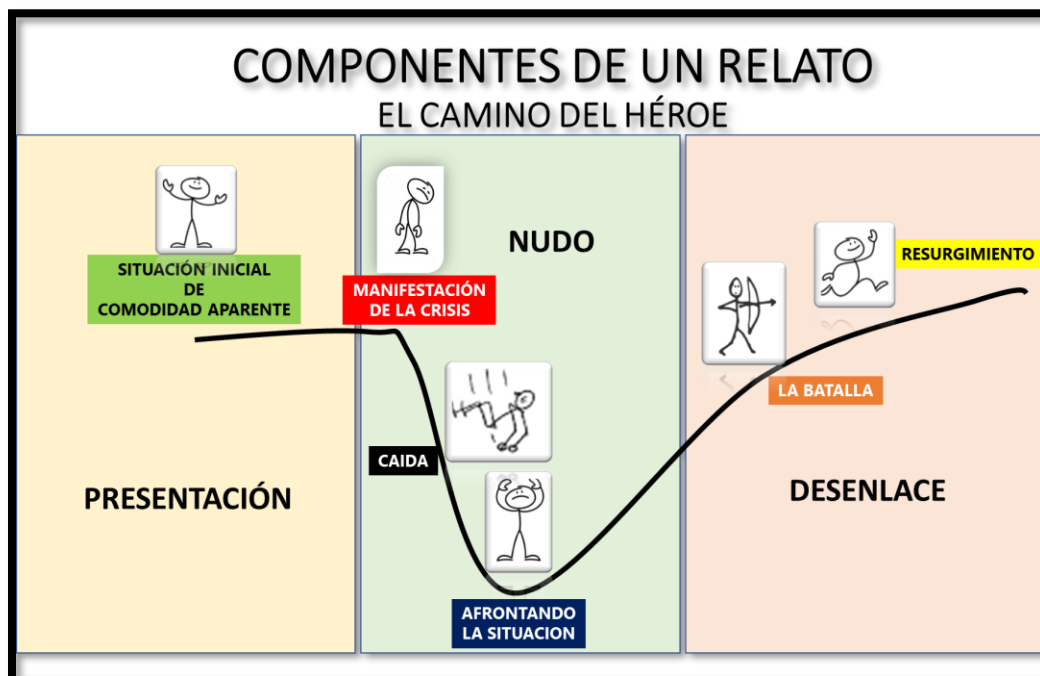 COMPONENTES DE UN RELATO
EL CAMINO DEL HÉROE
SITUACIÓN INICIAL
DE
COMODIDAD APARENTE
PRESENTACIÓN
NUDO
MANIFESTACIÓN
DE LA CRISIS
CAIDA
AFRONTANDO
LA SITUACION
RESURGIMIENTO
LA BATALLA
DESENLACE